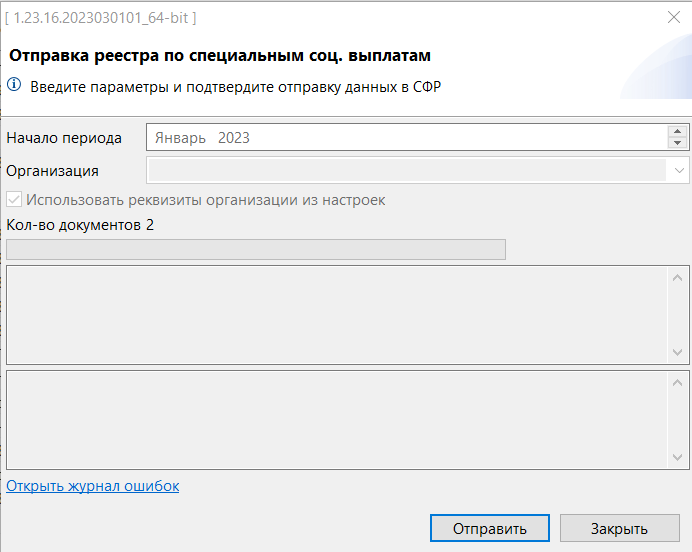 [ 1.23.16.2023030101_64-bit ]
Отправка реестра по специальным соц. выплатам
Введите параметры и подтвердите отправку данных в СФР
Начало периода Январь 2023
Организация
Использовать реквизиты организации из настроек
Кол-во документов 2
Открыть журнал ошибок
Отправить Закрыть